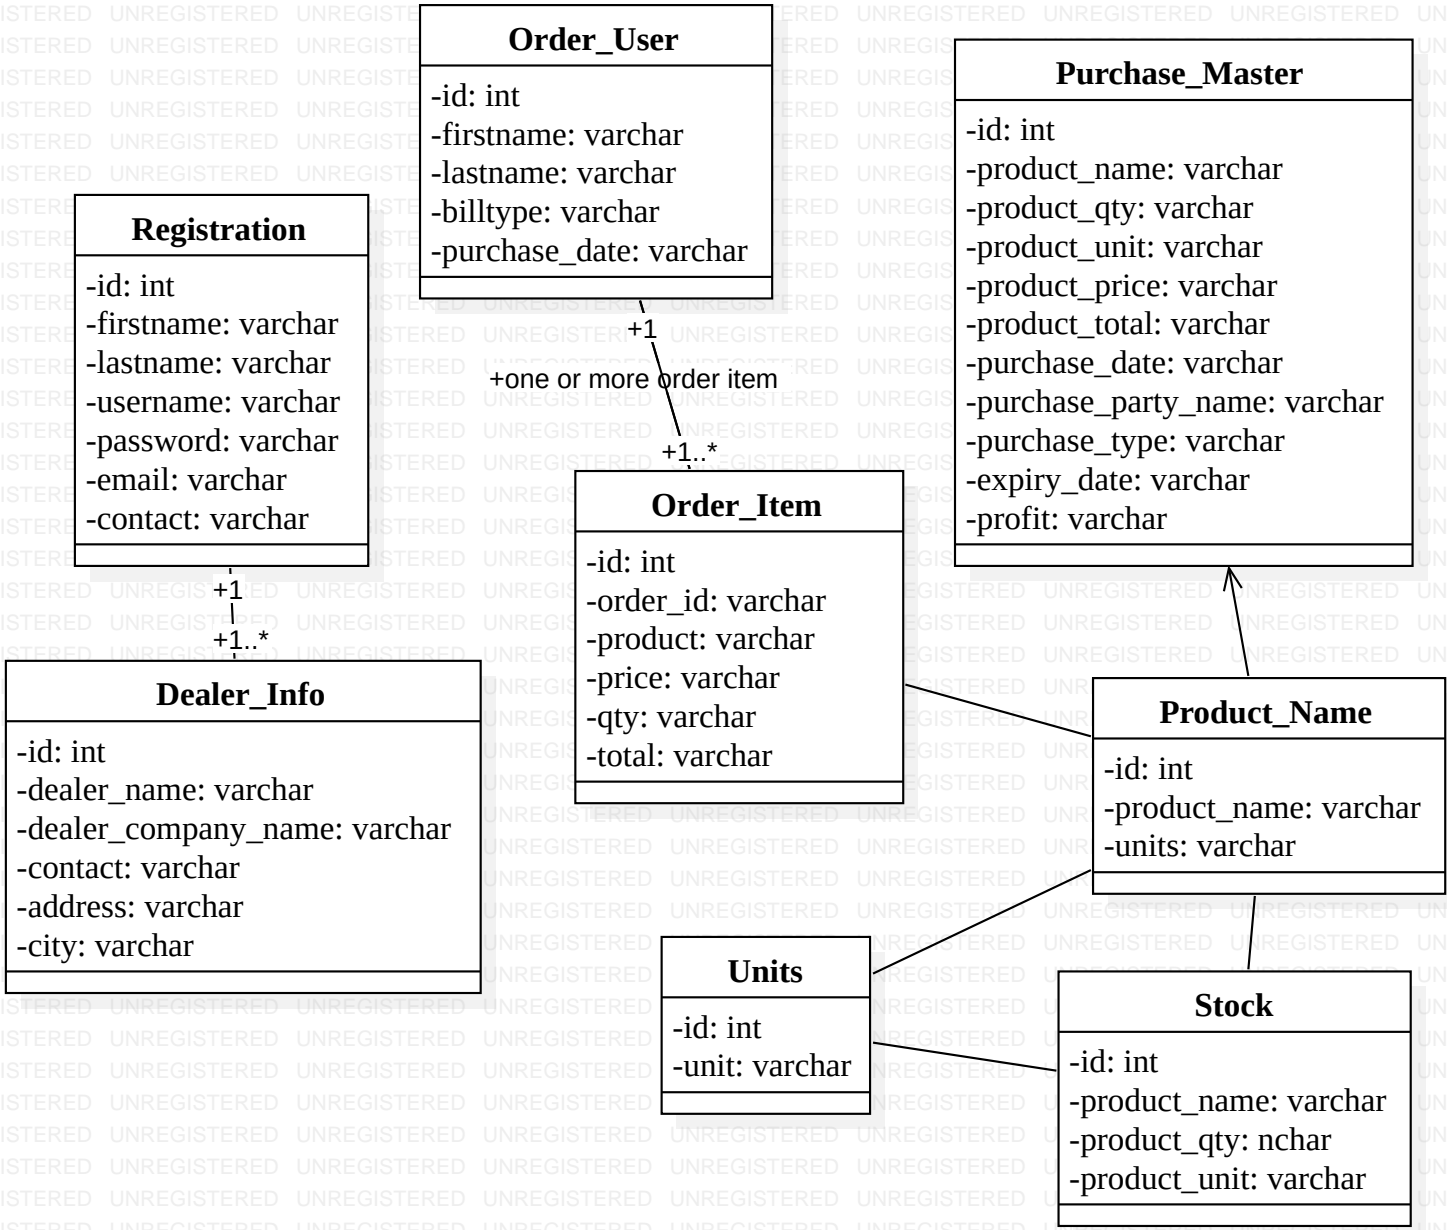 Order_User
-id: int
-firstname: varchar
-lastname: varchar
-billtype: varchar
-purchase_date: varchar
Purchase_Master
-id: int
-product_name: varchar
-product_qty: varchar
-product_unit: varchar
-product_price: varchar
-product_total: varchar
-purchase_date: varchar
-purchase_party_name: varchar
-purchase_type: varchar
-expiry_date: varchar
-profit: varchar
Registration
-id: int
-firstname: varchar
-lastname: varchar
-username: varchar
-password: varchar
-email: varchar
-contact: varchar
+1
+one or more order item
+1..*
Order_Item
-id: int
-order_id: varchar
-product: varchar
-price: varchar
-qty: varchar
-total: varchar
+1
+1..*
Dealer_Info
-id: int
-dealer_name: varchar
-dealer_company_name: varchar
-contact: varchar
-address: varchar
-city: varchar
Product_Name
-id: int
-product_name: varchar
-units: varchar
Units
-id: int
-unit: varchar
Stock
-id: int
-product_name: varchar
-product_qty: nchar
-product_unit: varchar
UNREGISTERED